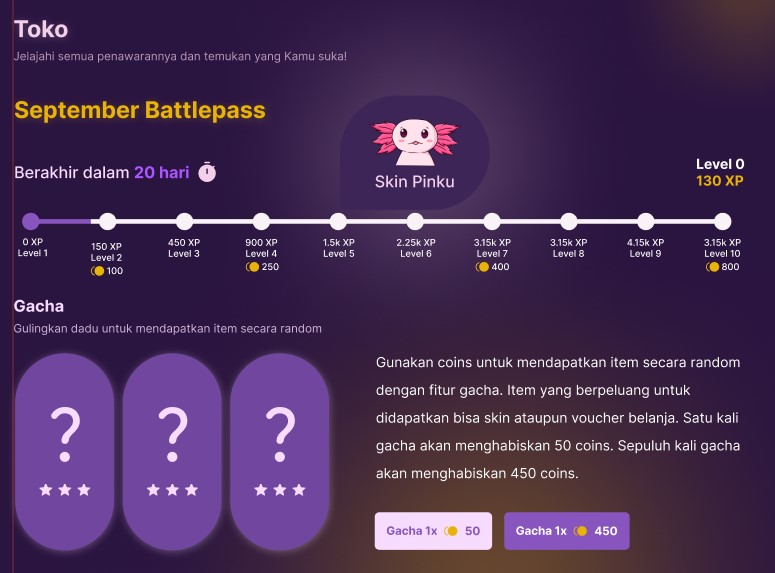 Toko
Jelajahi semua penawarannya dan temukan yang Kamu suka!
September Battlepass
Berakhir dalam 20 hari
Skin Pinku
Level 0
130 XP
0 XP
Level 1
150 XP
Level 2
100
450 XP
Level 3
900 XP
Level 4
250
1.5k XP
Level 5
2.25k XP
Level 6
3.15k XP
Level 7
400
3.15k XP
Level 8
4.15k XP
Level 9
3.15k XP
Level 10
800
Gacha
Gulingkan dadu untuk mendapatkan item secara random
?
?
?
Gunakan coins untuk mendapatkan item secara random
dengan fitur gacha. Item yang berpeluang untuk
didapatkan bisa skin ataupun voucher belanja. Satu kali
gacha akan menghabiskan 50 coins. Sepuluh kali gacha
akan menghabiskan 450 coins.
Gacha 1x 50
Gacha 1x 450